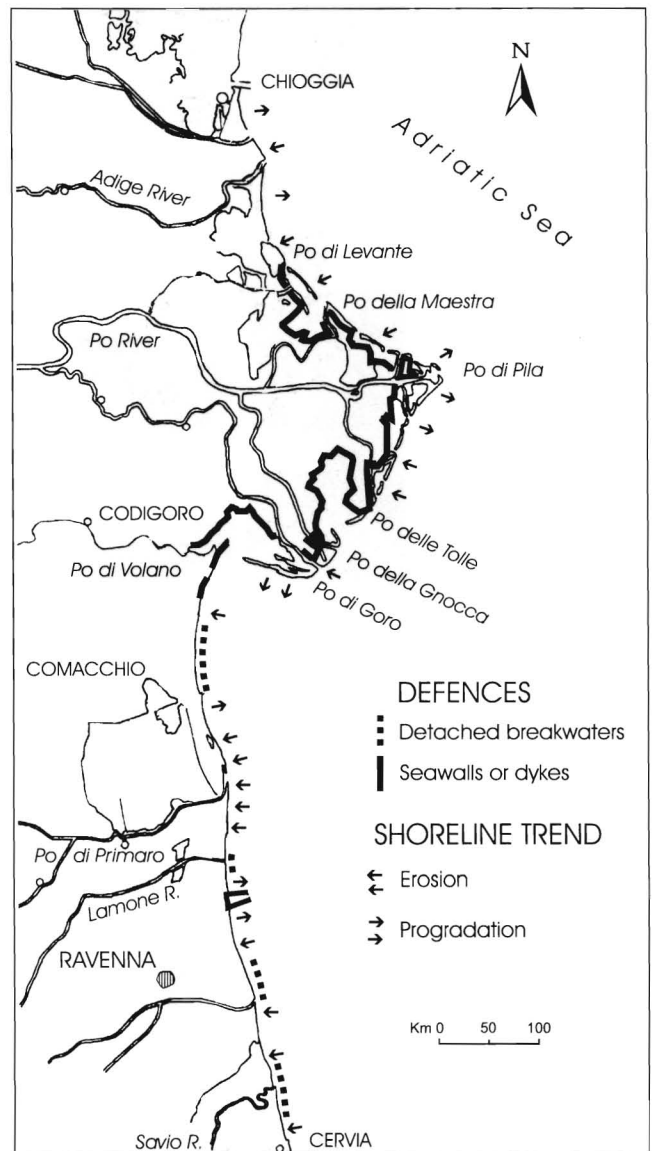 N
CHIOGGIA
Adriatic Sea
Adige River
Po di Levante
Po della Maestra
Po River
Po di Pila
CODIGORO
Po delle Tolle
Po di Volano
Po della Gnocca
Po di Goro
COMACCHIO
DEFENCES
Detached breakwaters
Seawalls or dykes
SHORELINE TREND
Po di Primaro
Erosion
Lamone R.
Progradation
RAVENNA
Km 0 50 100
Savio R.
CERVIA